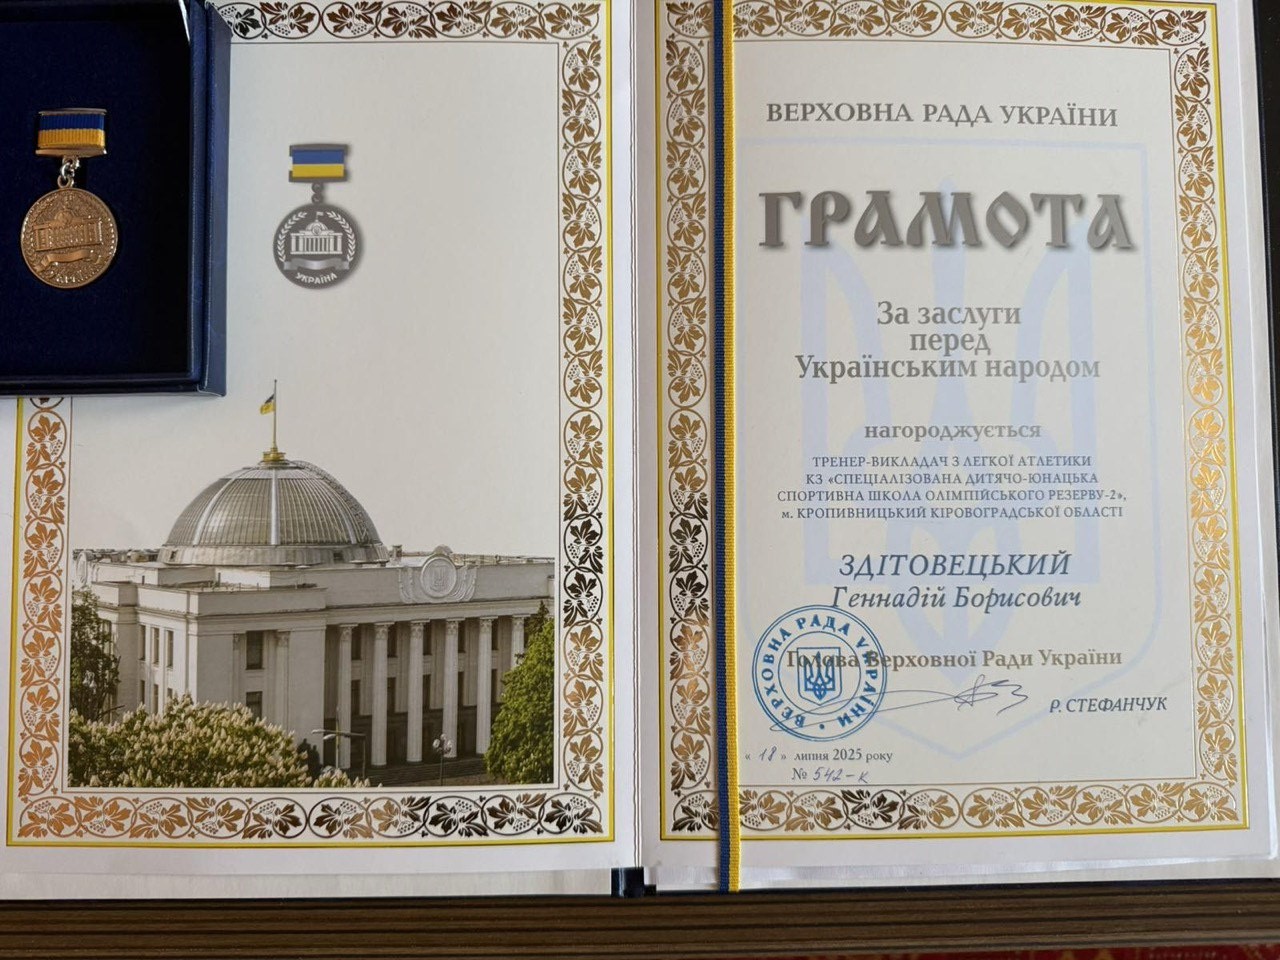 УКРАЇНА
ВЕРХОВНА РАДА УКРАЇНИ
ГРАМОТА
За заслуги
перед
Українським народом
нагороджується
ТРЕНЕР-ВИКЛАДАЧ З ЛЕГКОЇ АТЛЕТИКИ
КЗ «СПЕЦІАЛІЗОВАНА ДИТЯЧО-ЮНАЦЬКА
СПОРТИВНА ШКОЛА ОЛІМПІЙСЬКОГО РЕЗЕРВУ-2»,
м. КРОПИВНИЦЬКИЙ КІРОВОГРАДСЬКОЇ ОБЛАСТІ
ЗДІТОВЕЦЬКИЙ
Геннадій Борисович
Голова Верховної Ради України
ВЕРХОВНА РАДА УКРАЇНИ
Р. СТЕФАНЧУК
« 18 » липня 2025 року
№ 542-к